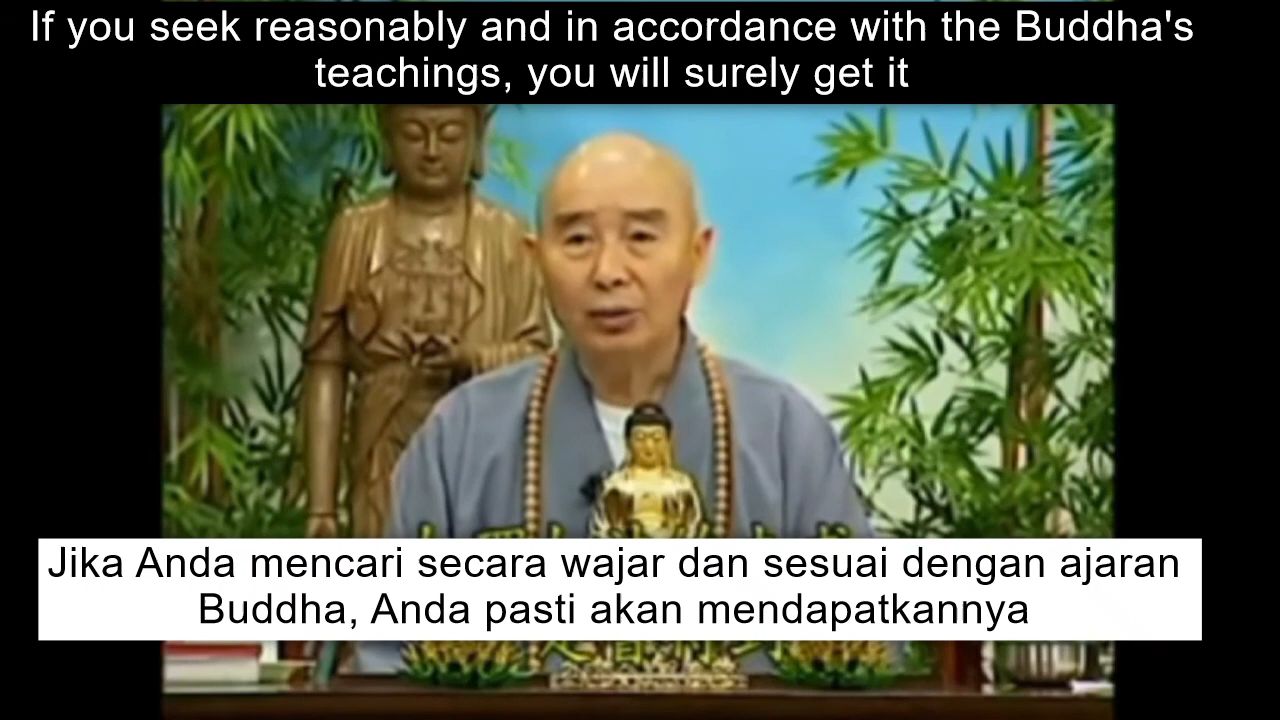 If you seek reasonably and in accordance with the Buddha's
teachings, you will surely get it
Jika Anda mencari secara wajar dan sesuai dengan ajaran
Buddha, Anda pasti akan mendapatkannya